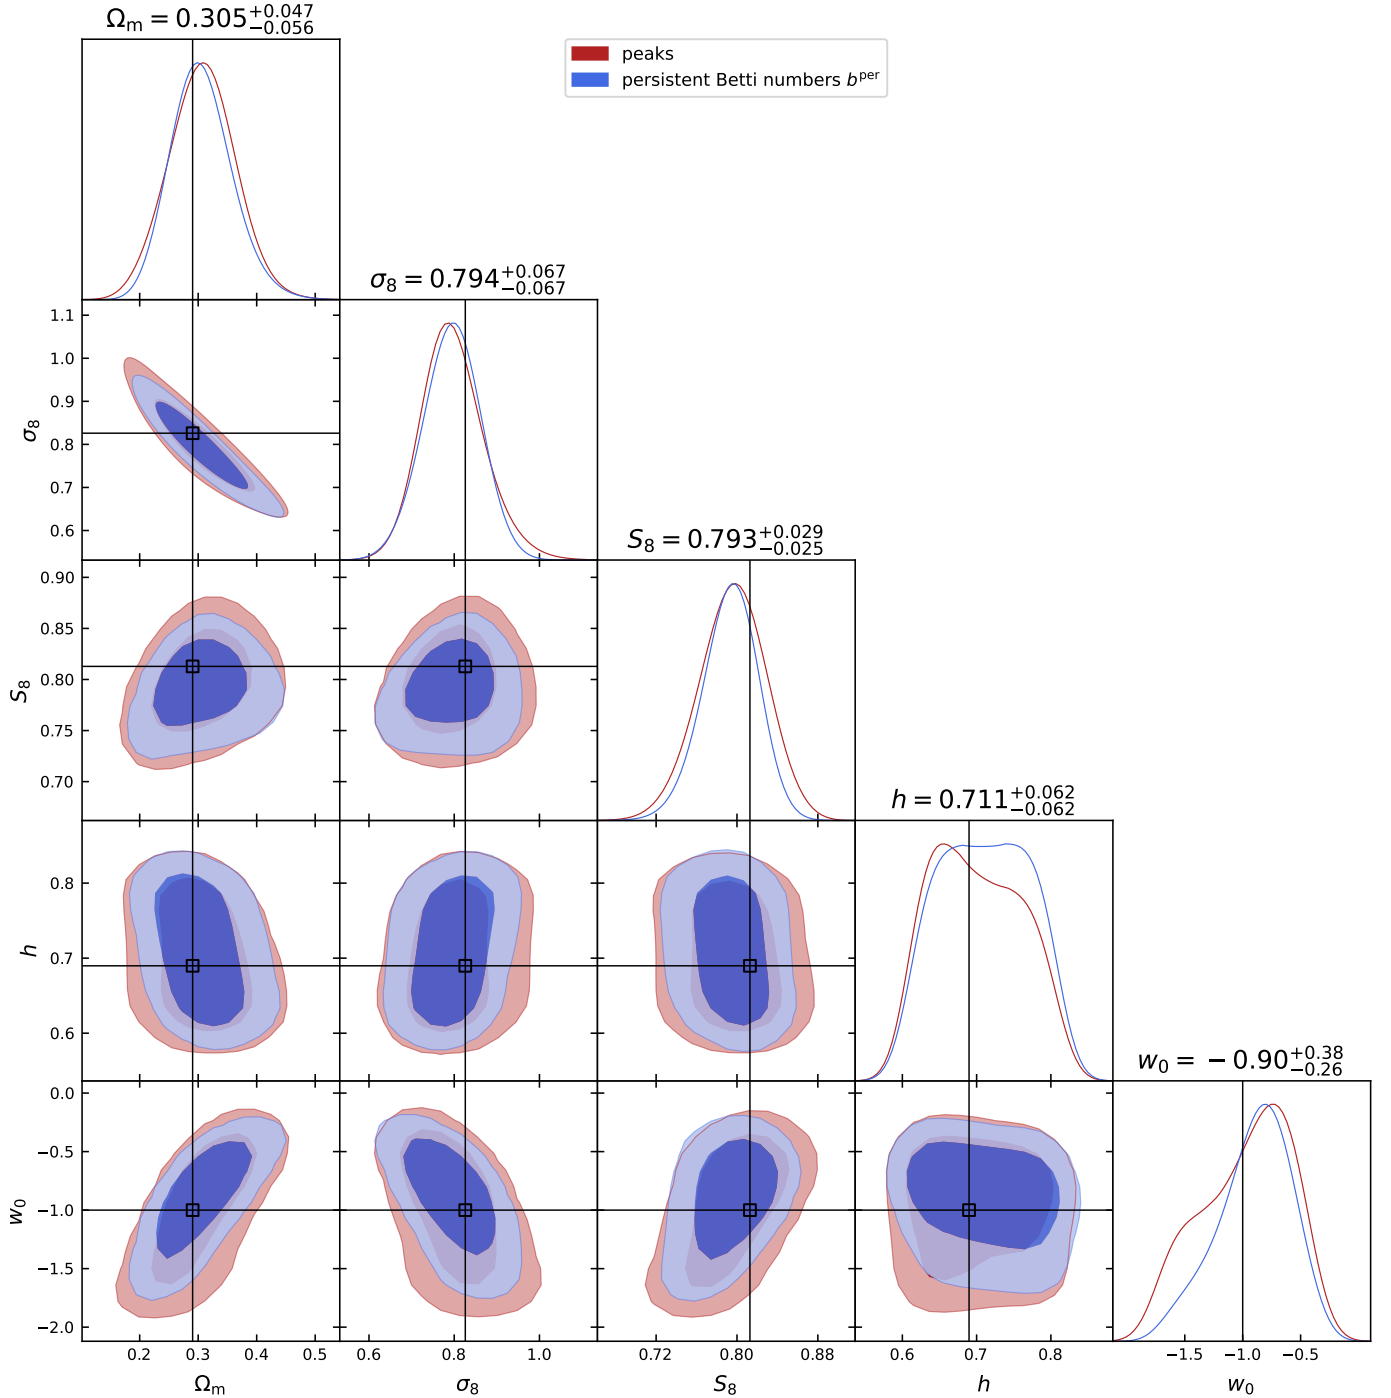 Ωₘ = 0.305 +0.047 −0.056
peaks
persistent Betti numbers bᵖᵉʳ
σ₈ = 0.794 +0.067 −0.067
1.1
1.0
0.9
0.8
0.7
0.6
σ₈
S₈ = 0.793 +0.029 −0.025
0.90
0.85
0.80
0.75
0.70
S₈
h = 0.711 +0.062 −0.062
0.8
0.7
0.6
h
w₀ = −0.90 +0.38 −0.26
0.0
−0.5
−1.0
−1.5
−2.0
w₀
0.2 0.3 0.4 0.5 0.6 0.8 1.0 0.72 0.80 0.88 0.6 0.7 0.8 −1.5 −1.0 −0.5
Ωₘ σ₈ S₈ h w₀